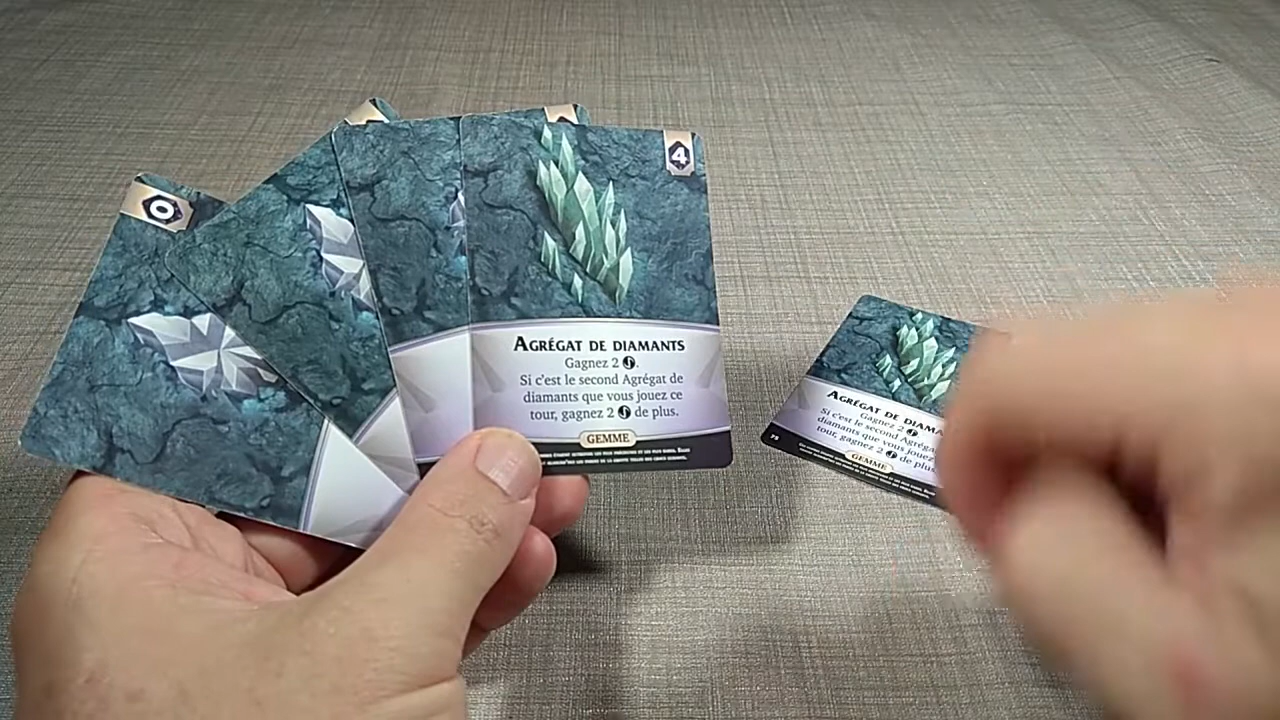 0
4
AGRÉGAT DE DIAMANTS
Gagnez 2
Si c'est le second Agrégat de
diamants que vous jouez ce
tour, gagnez 2 de plus.
GEMME
AGRÉGAT DE DIAMA
Gagnez 2
Si c'est le second Agréga
diamants que vous jouez
tour, gagnez 2 de plus
GEMME